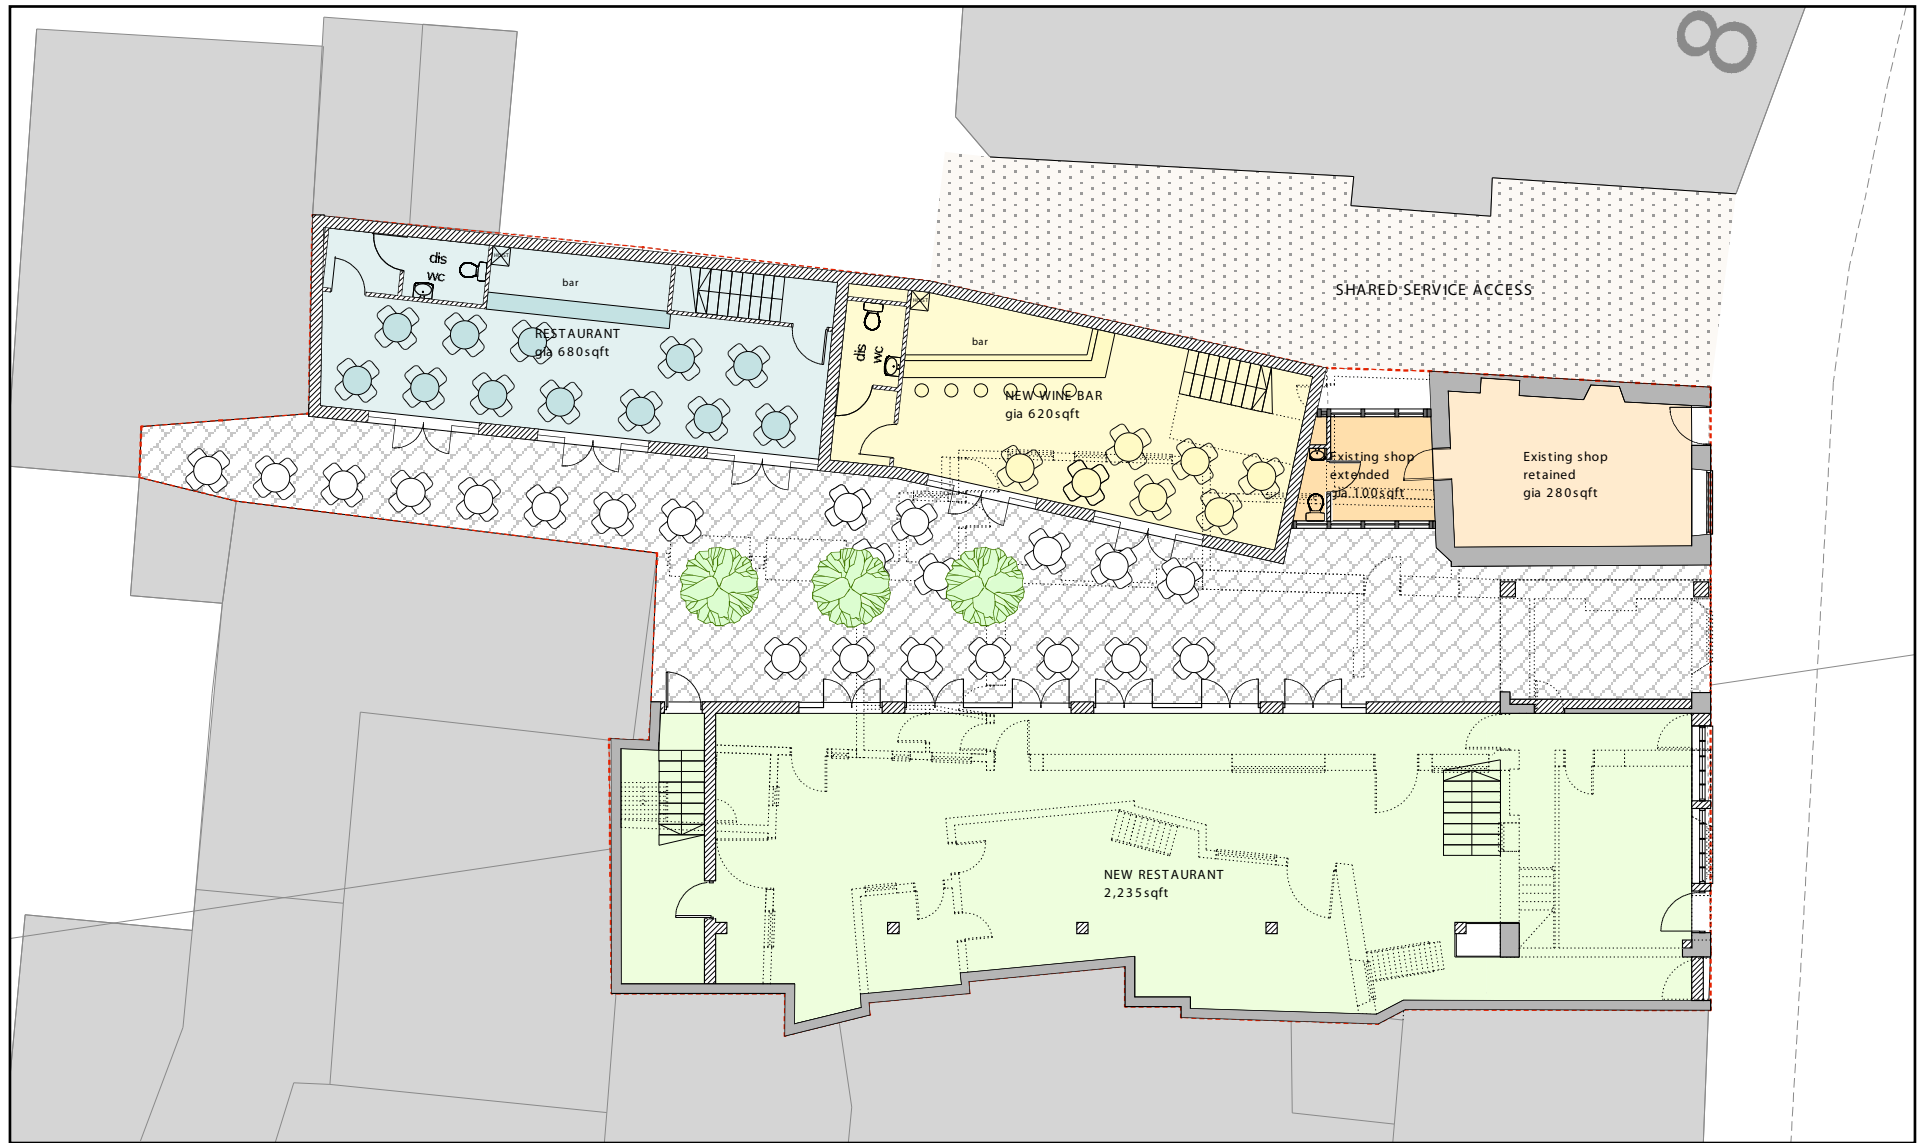 8
SHARED SERVICE ACCESS
dis
wc
bar
RESTAURANT
gia 680sqft
dis
wc
bar
NEW WINE BAR
gia 620sqft
Existing shop
extended
gia 100sqft
Existing shop
retained
gia 280sqft
NEW RESTAURANT
2,235sqft